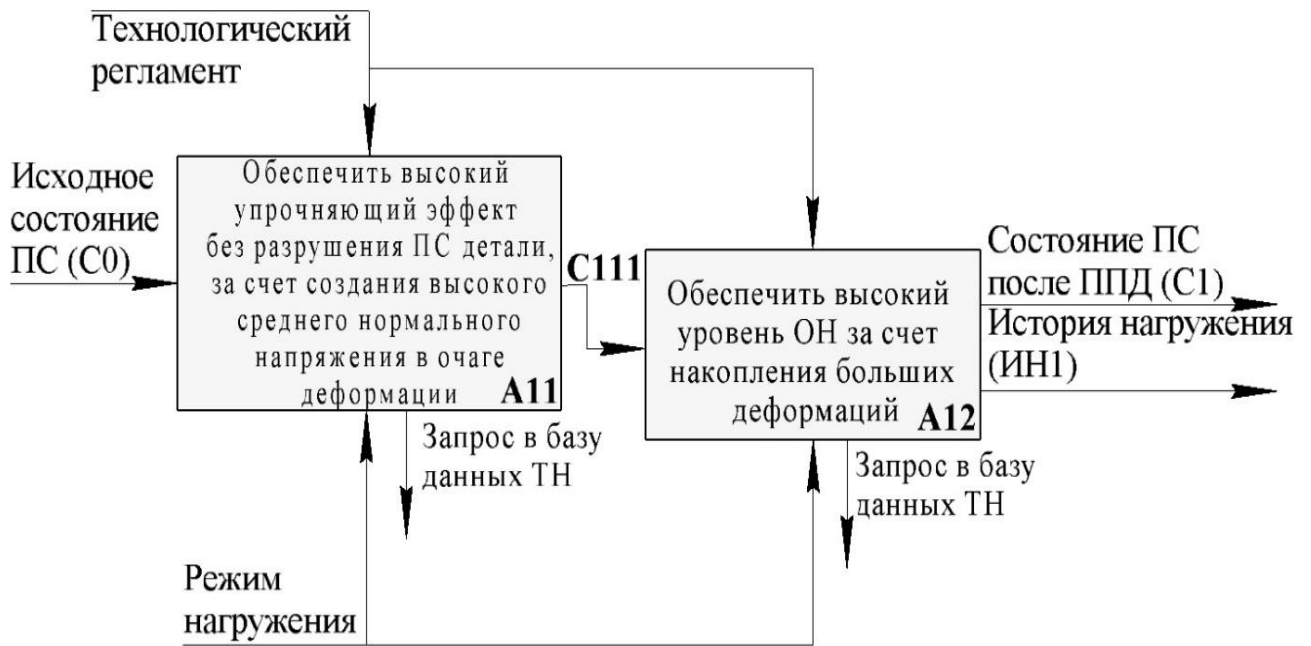 Технологический
регламент
Исходное
состояние
ПС (С0)
Обеспечить высокий
упрочняющий эффект
без разрушения ПС детали,
за счет создания высокого
среднего нормального
напряжения в очаге
деформации А11
С111
Обеспечить высокий
уровень ОН за счет
накопления больших
деформаций А12
Состояние ПС
после ППД (С1)
История нагружения
(ИН1)
Запрос в базу
данных ТН
Запрос в базу
данных ТН
Режим
нагружения